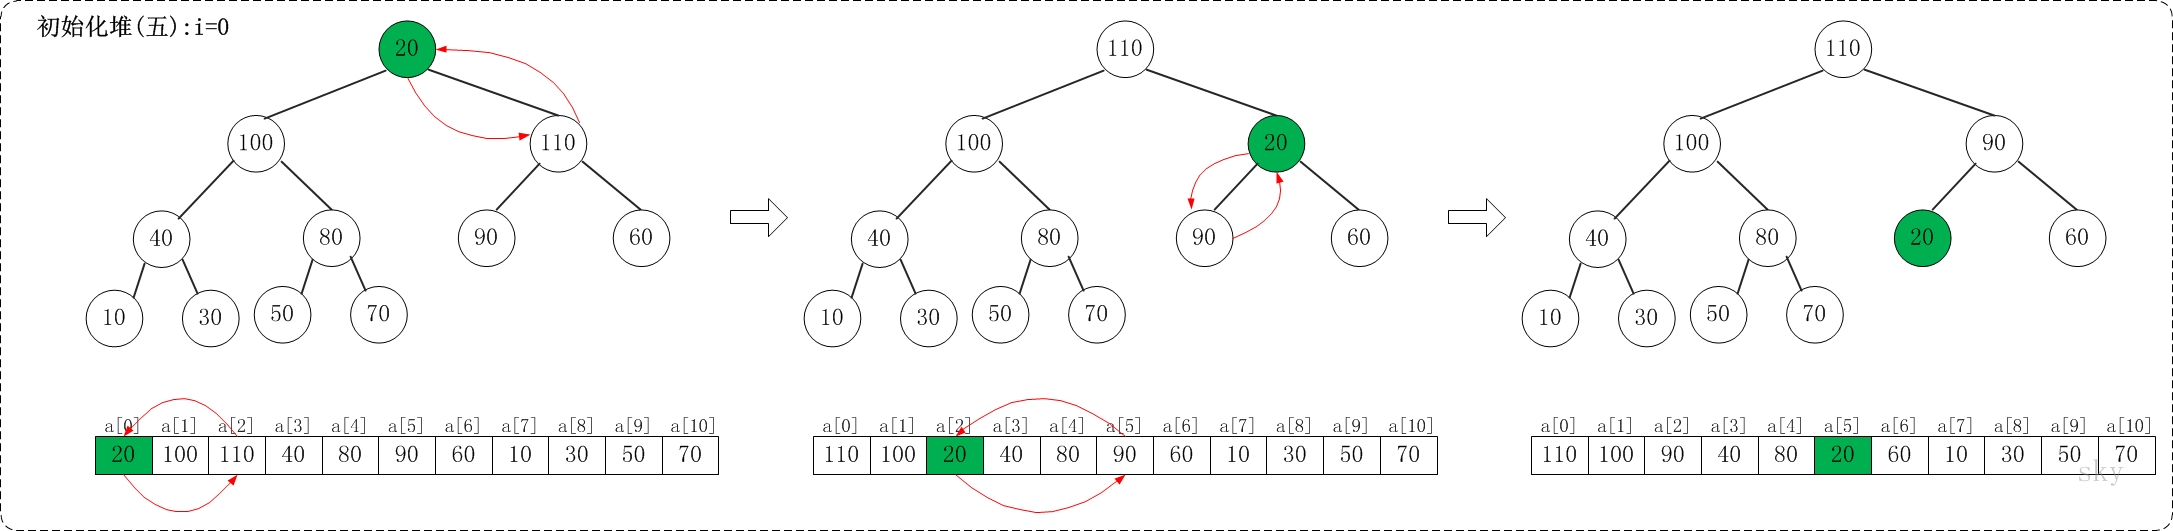 初始化堆(五):i=0
20 110 110
100 110 100 20 100 90
40 80 90 60 40 80 90 60 40 80 20 60
10 30 50 70 10 30 50 70 10 30 50 70
a[0] a[1] a[2] a[3] a[4] a[5] a[6] a[7] a[8] a[9] a[10] a[0] a[1] a[2] a[3] a[4] a[5] a[6] a[7] a[8] a[9] a[10] a[0] a[1] a[2] a[3] a[4] a[5] a[6] a[7] a[8] a[9] a[10]
20 100 110 40 80 90 60 10 30 50 70 110 100 20 40 80 90 60 10 30 50 70 110 100 90 40 80 20 60 10 30 50 70
sky